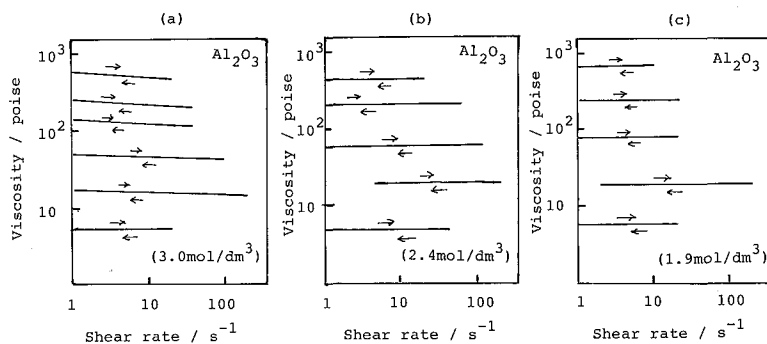 (a)
Al₂O₃
Viscosity / poise
10³
10²
10
(3.0mol/dm³)
1
10
100
Shear rate / s⁻¹
(b)
Al₂O₃
Viscosity / poise
10³
10²
10
(2.4mol/dm³)
1
10
100
Shear rate / s⁻¹
(c)
Al₂O₃
Viscosity / poise
10³
10²
10
(1.9mol/dm³)
1
10
100
Shear rate / s⁻¹